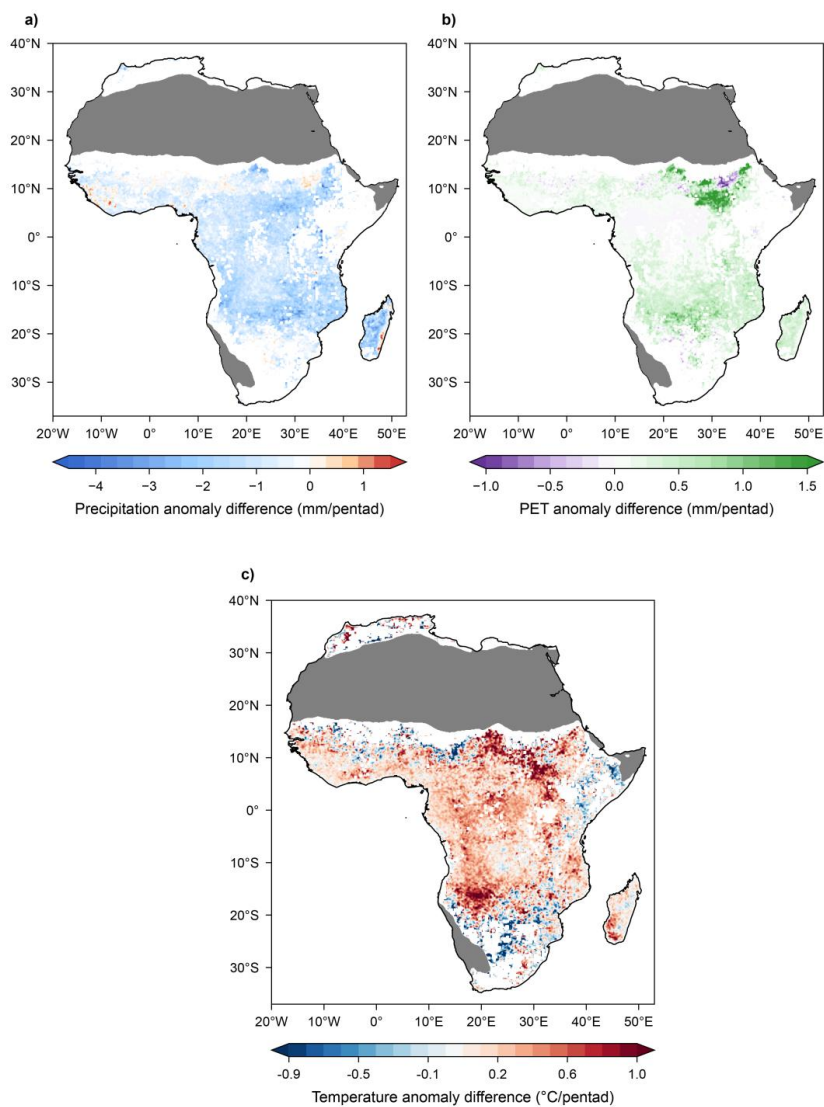 a)
b)
40°N
30°N
20°N
10°N
0°
10°S
20°S
30°S
20°W 10°W 0° 10°E 20°E 30°E 40°E 50°E
−4 −3 −2 −1 0 1
Precipitation anomaly difference (mm/pentad)
40°N
30°N
20°N
10°N
0°
10°S
20°S
30°S
20°W 10°W 0° 10°E 20°E 30°E 40°E 50°E
−1.0 −0.5 0.0 0.5 1.0 1.5
PET anomaly difference (mm/pentad)
c)
40°N
30°N
20°N
10°N
0°
10°S
20°S
30°S
20°W 10°W 0° 10°E 20°E 30°E 40°E 50°E
-0.9 -0.5 -0.1 0.2 0.6 1.0
Temperature anomaly difference (°C/pentad)